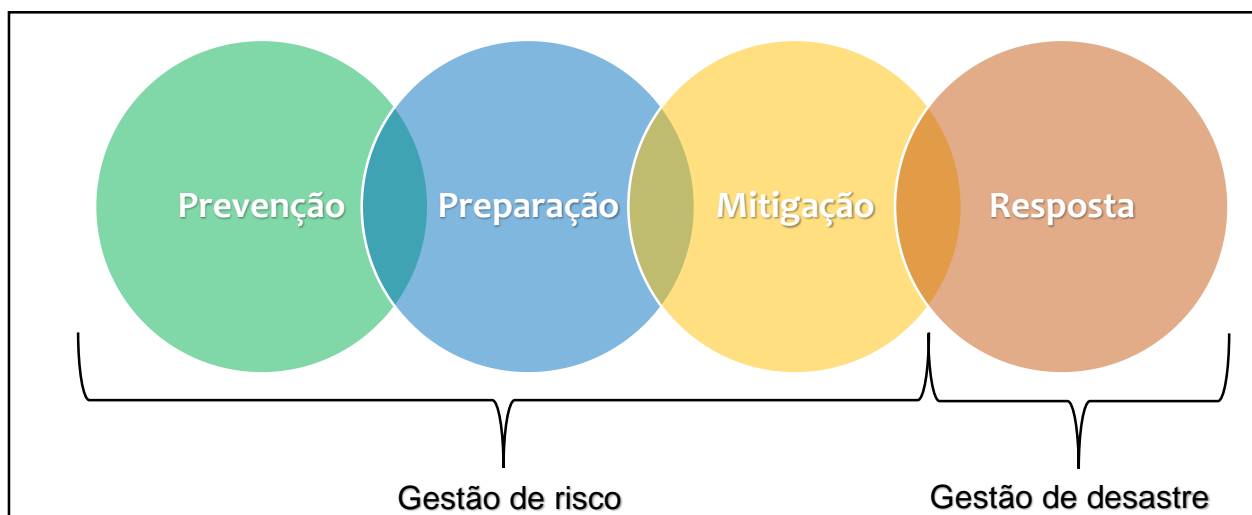 Prevenção
Preparação
Mitigação
Resposta
Gestão de risco
Gestão de desastre